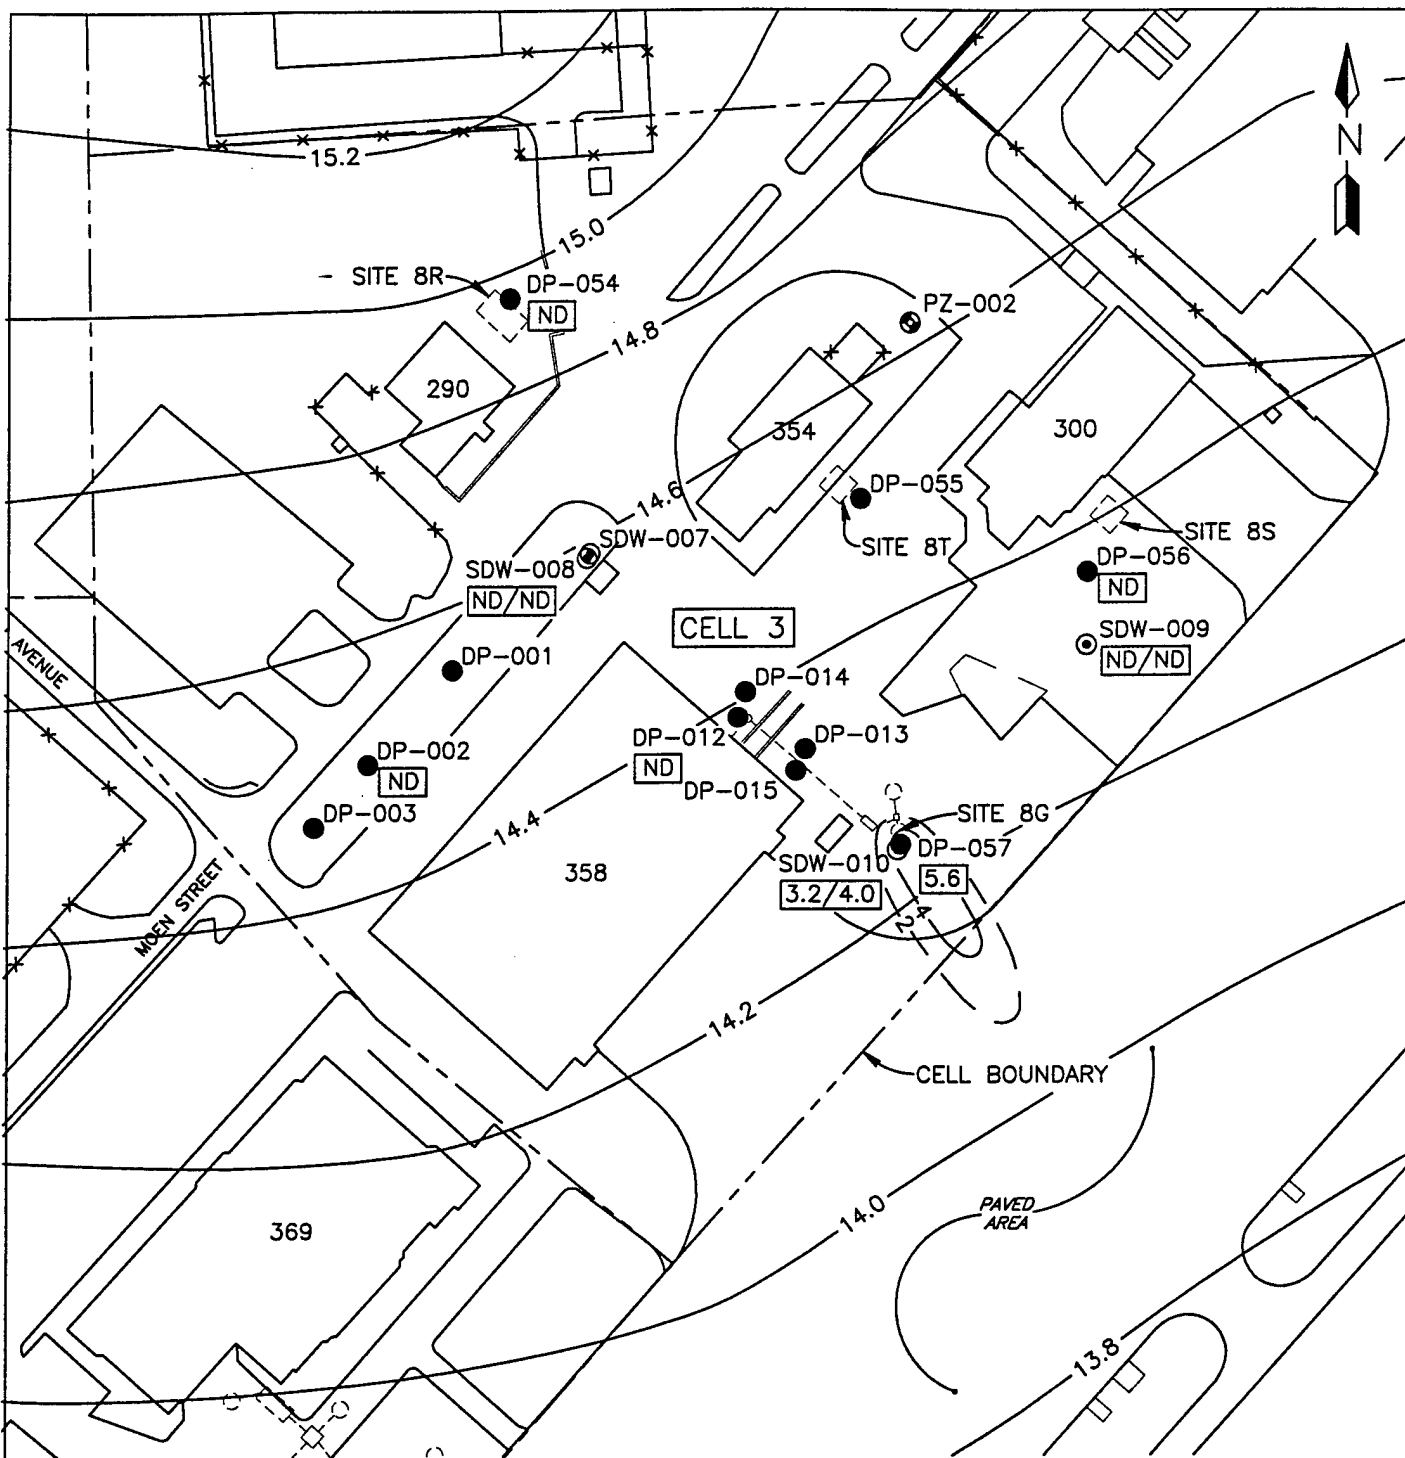 N
15.2
15.0
SITE 8R
DP-054
ND
PZ-002
14.8
290
354
300
14.6
DP-055
SITE 8T
SITE 8S
SDW-007
SDW-008
ND/ND
DP-056
ND
CELL 3
SDW-009
ND/ND
AVENUE
DP-001
DP-014
DP-012
ND
DP-013
DP-002
ND
DP-015
DP-003
14.4
SITE 8G
DP-057
5.6
SDW-010
3.2/4.0
358
4
2
MOEN STREET
14.2
CELL BOUNDARY
14.0
PAVED
AREA
369
13.8